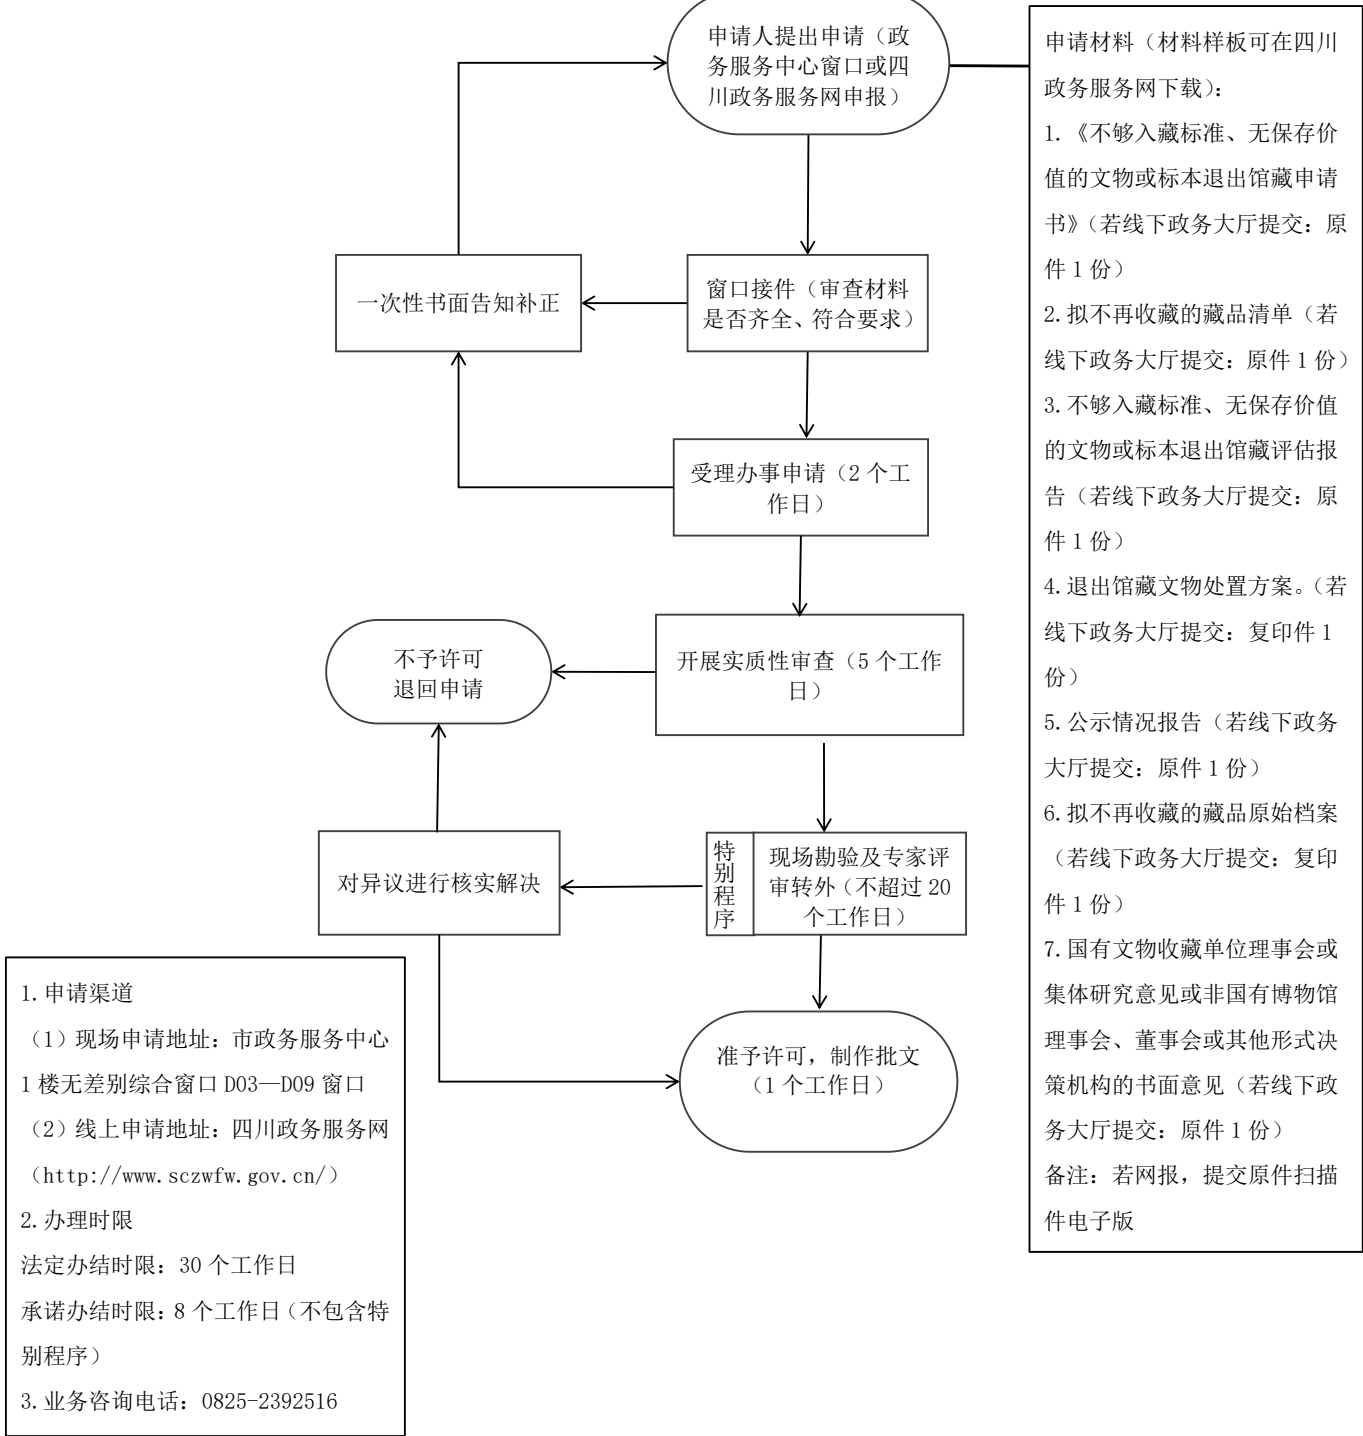 申请人提出申请（政
务服务中心窗口或四
川政务服务网申报）
一次性书面告知补正
窗口接件（审查材料
是否齐全、符合要求）
受理办事申请（2 个工
作日）
不予许可
退回申请
开展实质性审查（5 个工作
日）
对异议进行核实解决
特别程序
现场勘验及专家评
审转外（不超过 20
个工作日）
准予许可，制作批文
（1 个工作日）
申请材料（材料样板可在四川
政务服务网下载）：
1.《不够入藏标准、无保存价
值的文物或标本退出馆藏申请
书》（若线下政务大厅提交：原
件 1 份）
2.拟不再收藏的藏品清单（若
线下政务大厅提交：原件 1 份）
3.不够入藏标准、无保存价值
的文物或标本退出馆藏评估报
告（若线下政务大厅提交：原
件 1 份）
4.退出馆藏文物处置方案。（若
线下政务大厅提交：复印件 1
份）
5.公示情况报告（若线下政务
大厅提交：原件 1 份）
6.拟不再收藏的藏品原始档案
（若线下政务大厅提交：复印
件 1 份）
7.国有文物收藏单位理事会或
集体研究意见或非国有博物馆
理事会、董事会或其他形式决
策机构的书面意见（若线下政
务大厅提交：原件 1 份）
备注：若网报，提交原件扫描
件电子版
1.申请渠道
（1）现场申请地址：市政务服务中心
1 楼无差别综合窗口 D03—D09 窗口
（2）线上申请地址：四川政务服务网
（http://www.sczwfw.gov.cn/）
2.办理时限
法定办结时限：30 个工作日
承诺办结时限：8 个工作日（不包含特
别程序）
3.业务咨询电话：0825-2392516